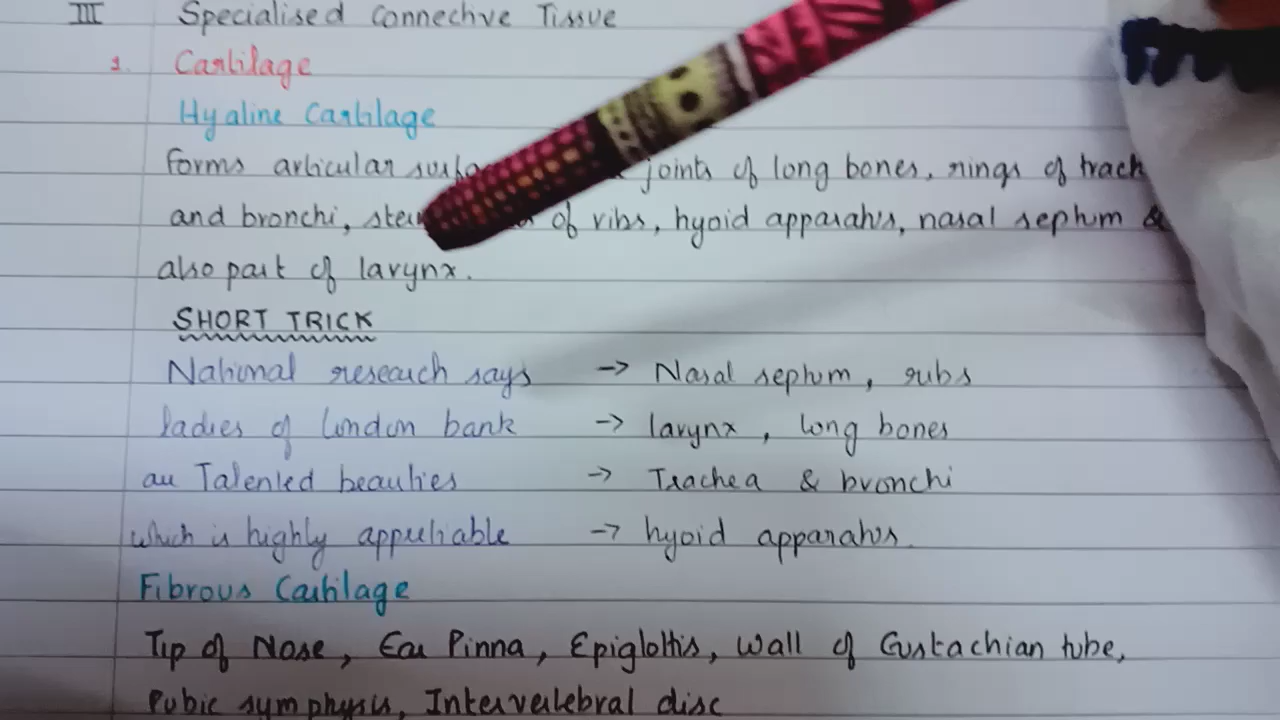 III Specialised Connective Tissue
1. Cartilage
Hyaline Cartilage
Forms articular joints of long bones, rings of
and bronchi, of ribs, hyoid apparatus, nasal septum &
also part of larynx.
SHORT TRICK
National research says → Nasal septum, ribs
ladies of London bank → larynx, long bones
are Talented beauties → Trachea & bronchi
which is highly appreciable → hyoid apparatus.
Fibrous Cartilage
Tip of Nose, Ear Pinna, Epiglottis, Wall of Eustachian tube,
Pubic symphysis, Intervertebral disc